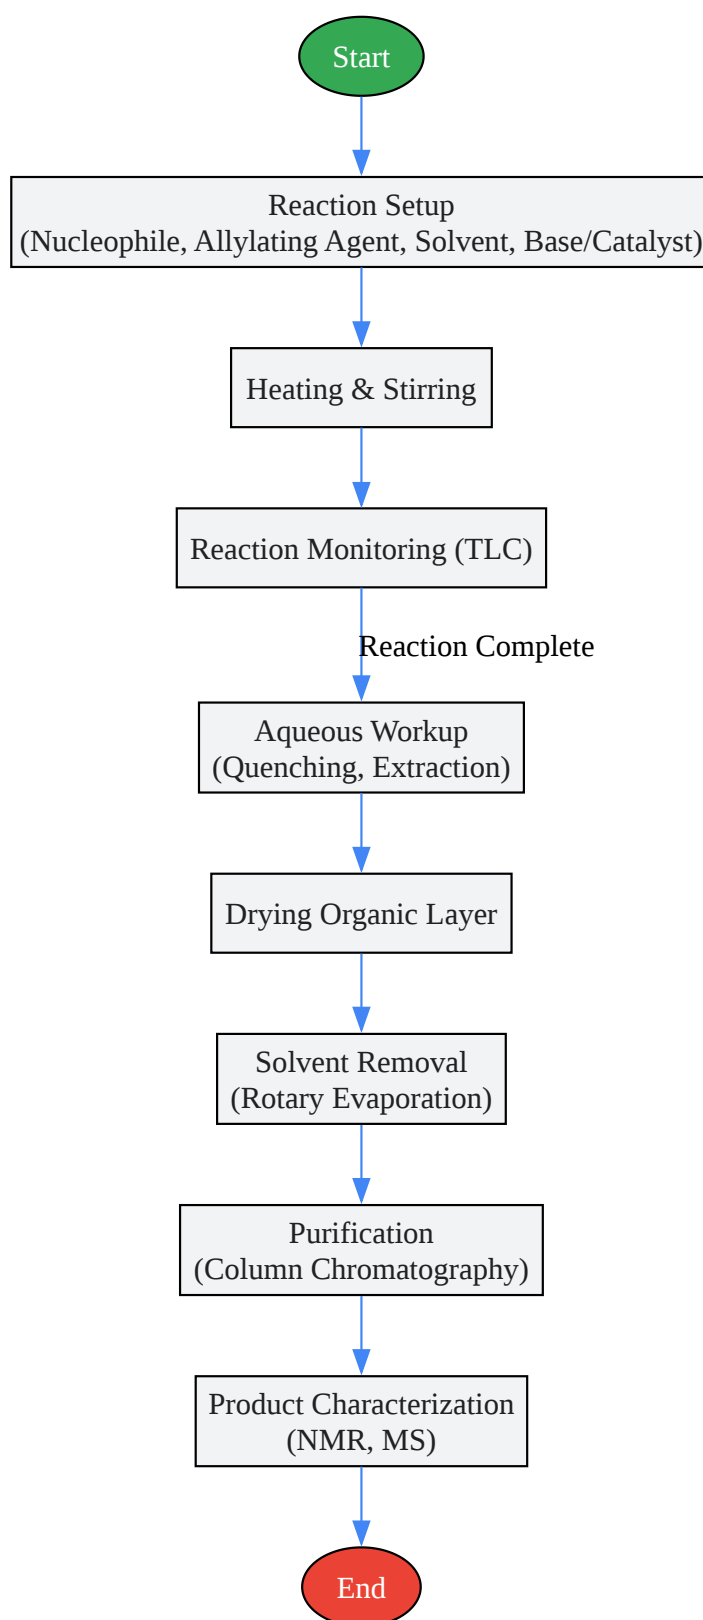 Start
Reaction Setup
(Nucleophile, Allylating Agent, Solvent, Base/Catalyst)
Heating & Stirring
Reaction Monitoring (TLC)
Reaction Complete
Aqueous Workup
(Quenching, Extraction)
Drying Organic Layer
Solvent Removal
(Rotary Evaporation)
Purification
(Column Chromatography)
Product Characterization
(NMR, MS)
End